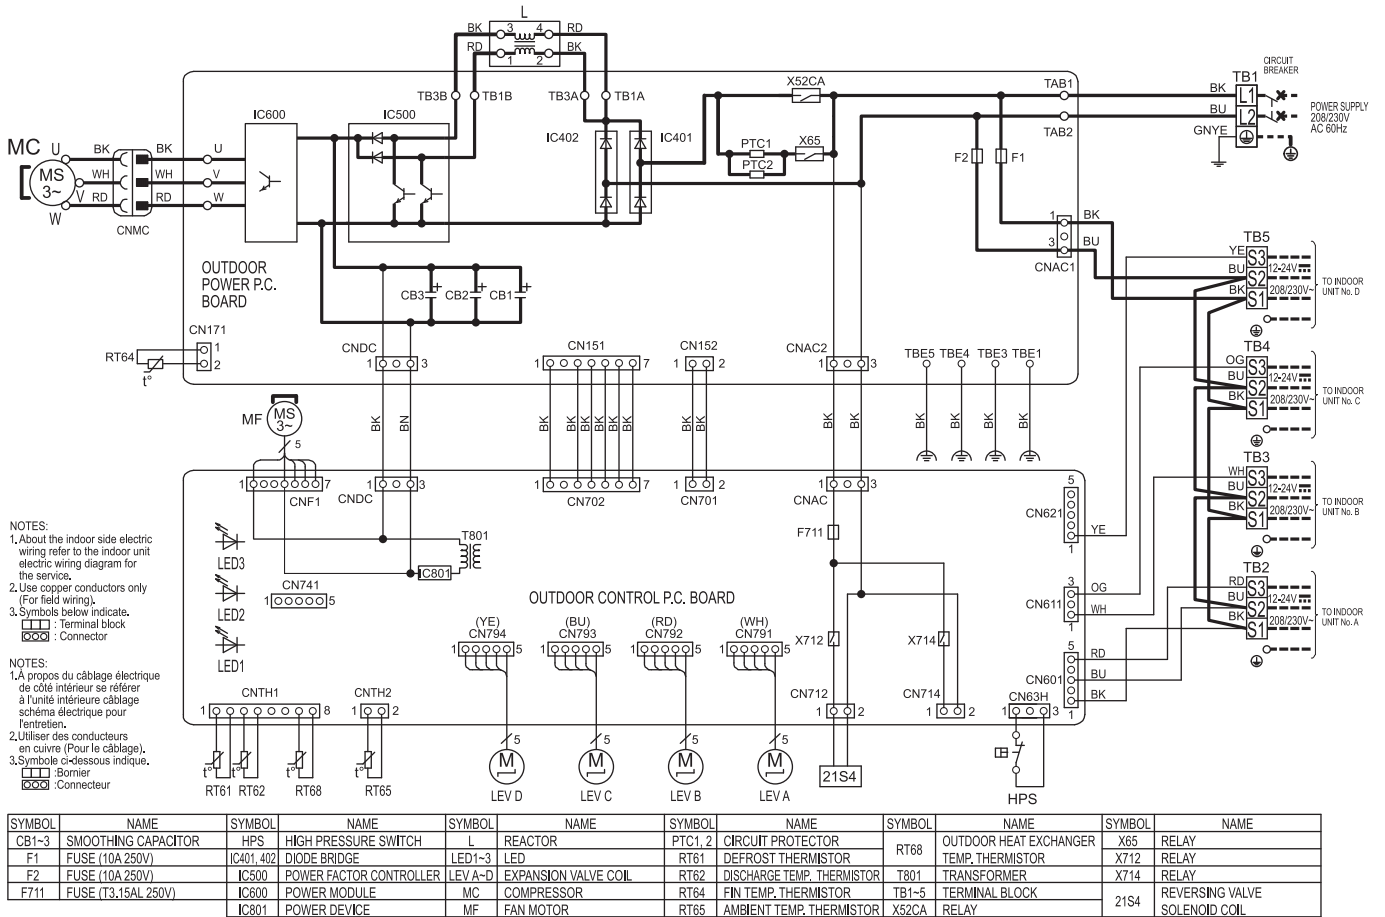 L
BK 3 4 RD
RD 1 2 BK
X52CA
TAB1
TB1
CIRCUIT
BREAKER
BK L1
BU L2
GNYE
POWER SUPPLY
208/230V
AC 60Hz
TAB2
TB3B TB1B TB3A TB1A
IC600 IC500 IC402 IC401
PTC1 X65
PTC2
F2 F1
MC
U BK BK U
MS
3~
V WH WH V
W RD RD W
CNMC
1 BK
3 BU
CNAC1
OUTDOOR
POWER P.C.
BOARD
CB3 + CB2 + CB1 +
TB5
YE S3 12-24V
BU S2
BK S1 208/230V~
TO INDOOR
UNIT No. D
CN171
1
2
RT64
t°
CNDC
1 3
CN151
1 7
CN152
1 2
CNAC2
1 3
TBE5 TBE4 TBE3 TBE1
TB4
OG S3 12-24V
BU S2
BK S1 208/230V~
TO INDOOR
UNIT No. C
MF MS
3~
5
BK BN
BK BK BK BK BK BK BK
BK BK
BK BK
BK BK BK BK
1 7
CNF1
CNDC
1 3
1 7
CN702
1 2
CN701
CNAC
1 3
TB3
WH S3 12-24V
BU S2
BK S1 208/230V~
TO INDOOR
UNIT No. B
5
CN621
1
YE
F711
T801
IC801
LED3
LED2
LED1
CN741
1 5
OUTDOOR CONTROL P.C. BOARD
3
CN611
1
OG
WH
TB2
RD S3 12-24V
BU S2
BK S1 208/230V~
TO INDOOR
UNIT No. A
(YE)
CN794
1 5
(BU)
CN793
1 5
(RD)
CN792
1 5
(WH)
CN791
1 5
X712 X714
5
CN601
1
RD
BU
BK
CNTH1
1 8
CNTH2
1 2
CN712
1 2
CN714
1 2
CN63H
1 3
t° t° t° t°
RT61 RT62 RT68 RT65
5 5 5 5
M M M M
LEV D LEV C LEV B LEV A
21S4
HPS
NOTES:
1. About the indoor side electric
wiring refer to the indoor unit
electric wiring diagram for
the service.
2. Use copper conductors only
(For field wiring).
3. Symbols below indicate.
: Terminal block
: Connector
NOTES:
1. À propos du câblage électrique
de côté intérieur se référer
à l'unité intérieure câblage
schéma électrique pour
l'entretien.
2. Utiliser des conducteurs
en cuivre (Pour le câblage).
3. Symbole ci-dessous indique.
:Bornier
:Connecteur
SYMBOL NAME SYMBOL NAME SYMBOL NAME SYMBOL NAME SYMBOL NAME SYMBOL NAME
CB1~3 SMOOTHING CAPACITOR HPS HIGH PRESSURE SWITCH L REACTOR PTC1, 2 CIRCUIT PROTECTOR RT68 OUTDOOR HEAT EXCHANGER TEMP. THERMISTOR X65 RELAY
F1 FUSE (10A 250V) IC401, 402 DIODE BRIDGE LED1~3 LED RT61 DEFROST THERMISTOR X712 RELAY
F2 FUSE (10A 250V) IC500 POWER FACTOR CONTROLLER LEV A~D EXPANSION VALVE COIL RT62 DISCHARGE TEMP. THERMISTOR T801 TRANSFORMER X714 RELAY
F711 FUSE (T3.15AL 250V) IC600 POWER MODULE MC COMPRESSOR RT64 FIN TEMP. THERMISTOR TB1~5 TERMINAL BLOCK 21S4 REVERSING VALVE SOLENOID COIL
IC801 POWER DEVICE MF FAN MOTOR RT65 AMBIENT TEMP. THERMISTOR X52CA RELAY